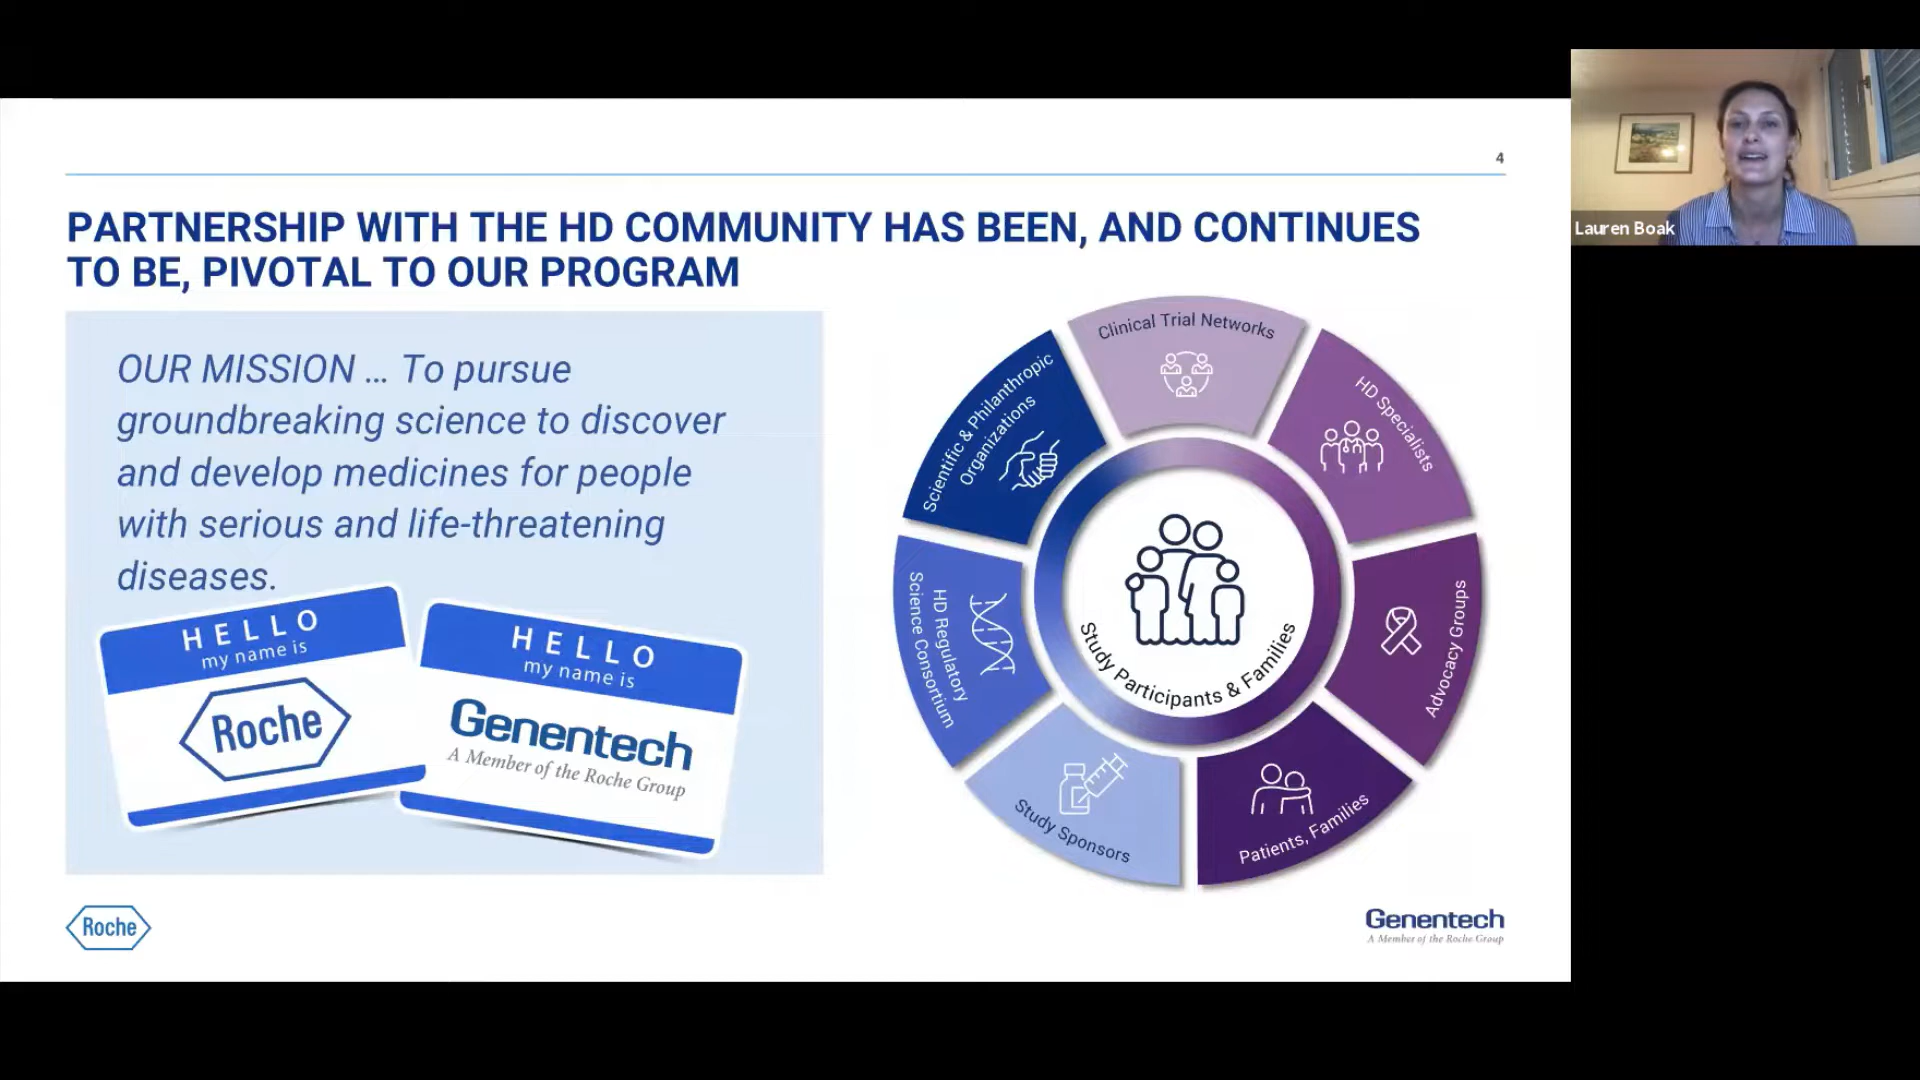 4
PARTNERSHIP WITH THE HD COMMUNITY HAS BEEN, AND CONTINUES
TO BE, PIVOTAL TO OUR PROGRAM
OUR MISSION … To pursue
groundbreaking science to discover
and develop medicines for people
with serious and life-threatening
diseases.
HELLO
my name is
Roche
HELLO
my name is
Genentech
A Member of the Roche Group
Clinical Trial Networks
HD Specialists
Advocacy Groups
Patients, Families
Study Sponsors
HD Regulatory
Science Consortium
Scientific & Philanthropic
Organizations
Study Participants & Families
Roche
Genentech
A Member of the Roche Group
Lauren Boak